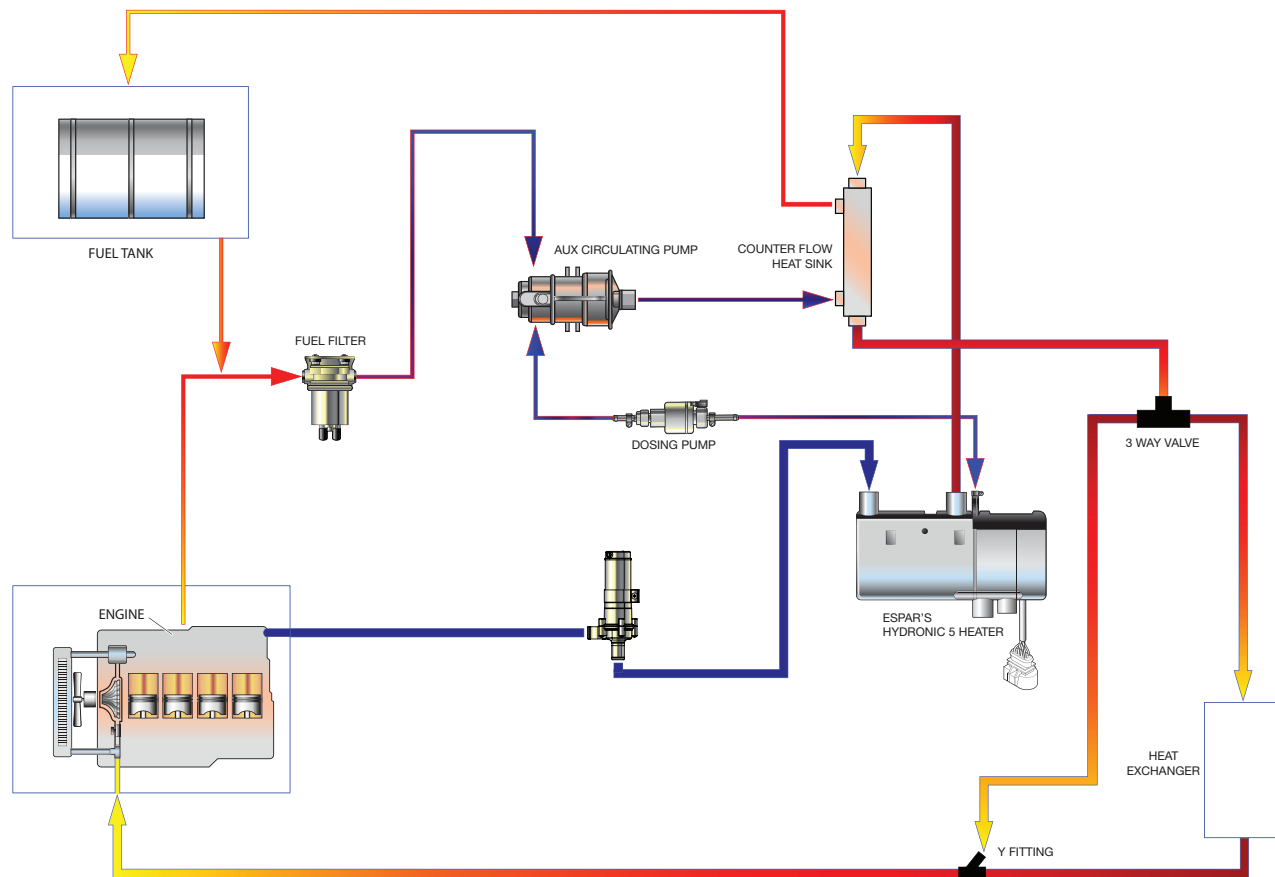 FUEL TANK
AUX CIRCULATING PUMP
COUNTER FLOW
HEAT SINK
FUEL FILTER
DOSING PUMP
3 WAY VALVE
ENGINE
ESPAR'S
HYDRONIC 5 HEATER
HEAT
EXCHANGER
Y FITTING